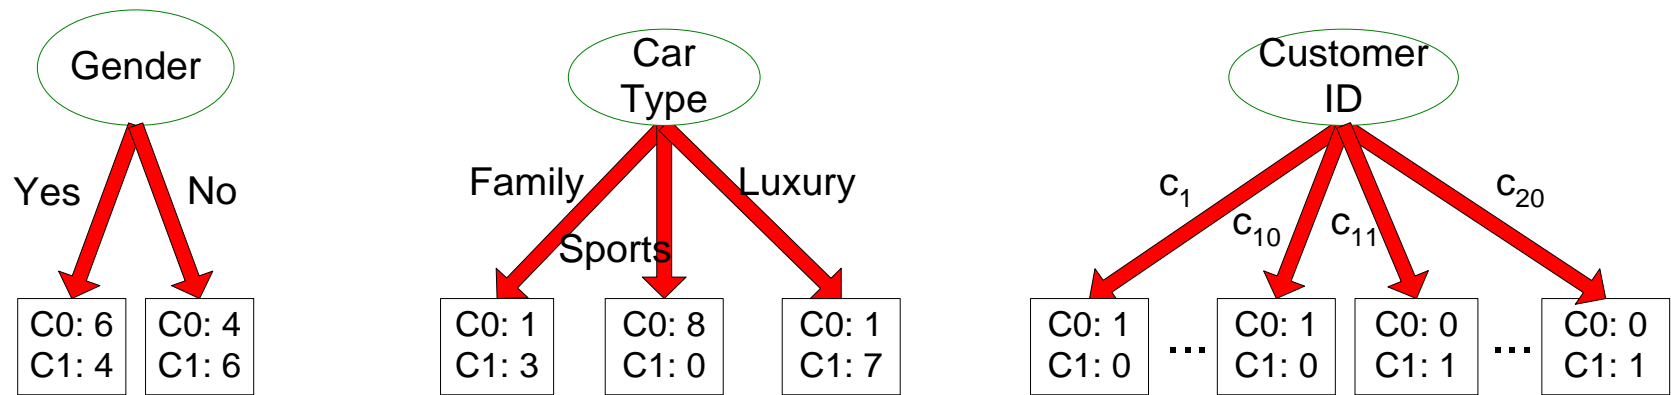 Gender
Yes
No
C0: 6
C1: 4
C0: 4
C1: 6
Car
Type
Family
Sports
Luxury
C0: 1
C1: 3
C0: 8
C1: 0
C0: 1
C1: 7
Customer
ID
c1
c10
c11
c20
C0: 1
C1: 0
...
C0: 1
C1: 0
C0: 0
C1: 1
...
C0: 0
C1: 1